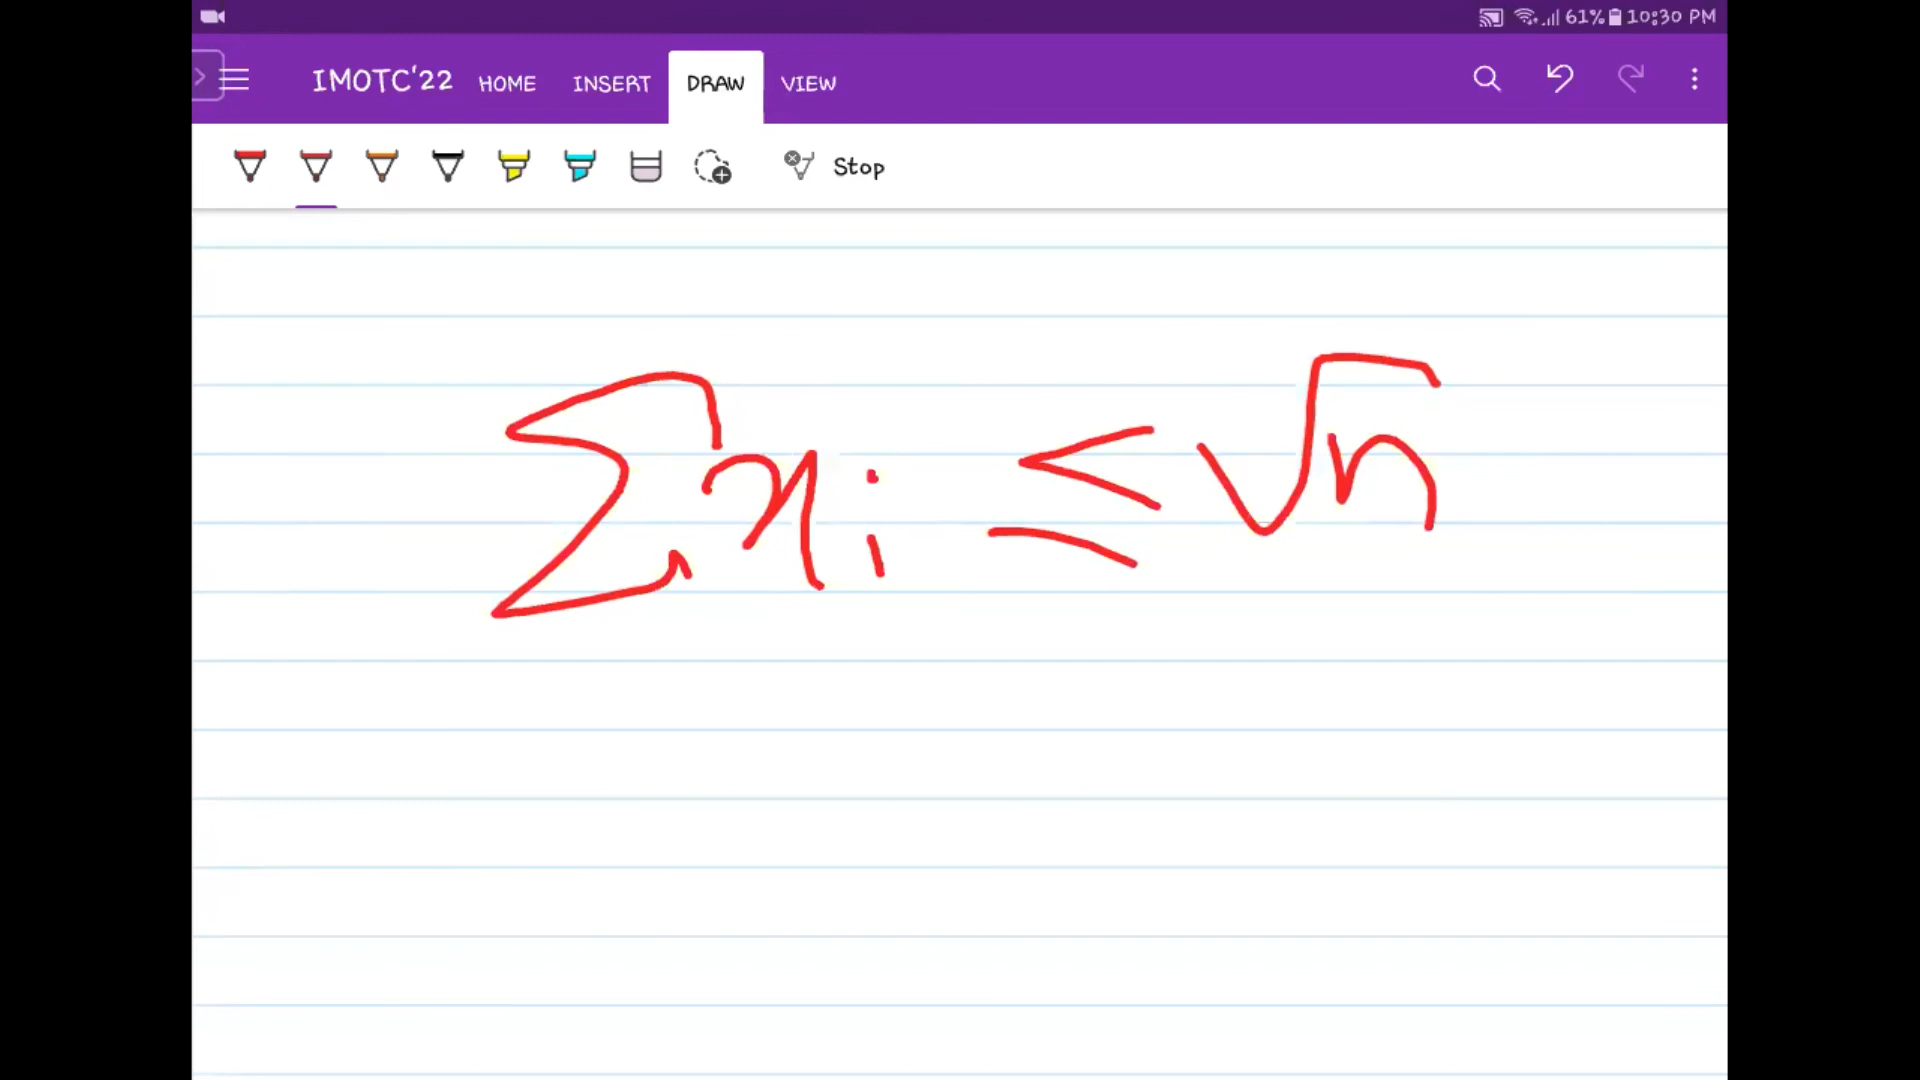 61% 10:30 PM
IMOTC'22 HOME INSERT DRAW VIEW
Stop
∑xᵢ ≤ √n